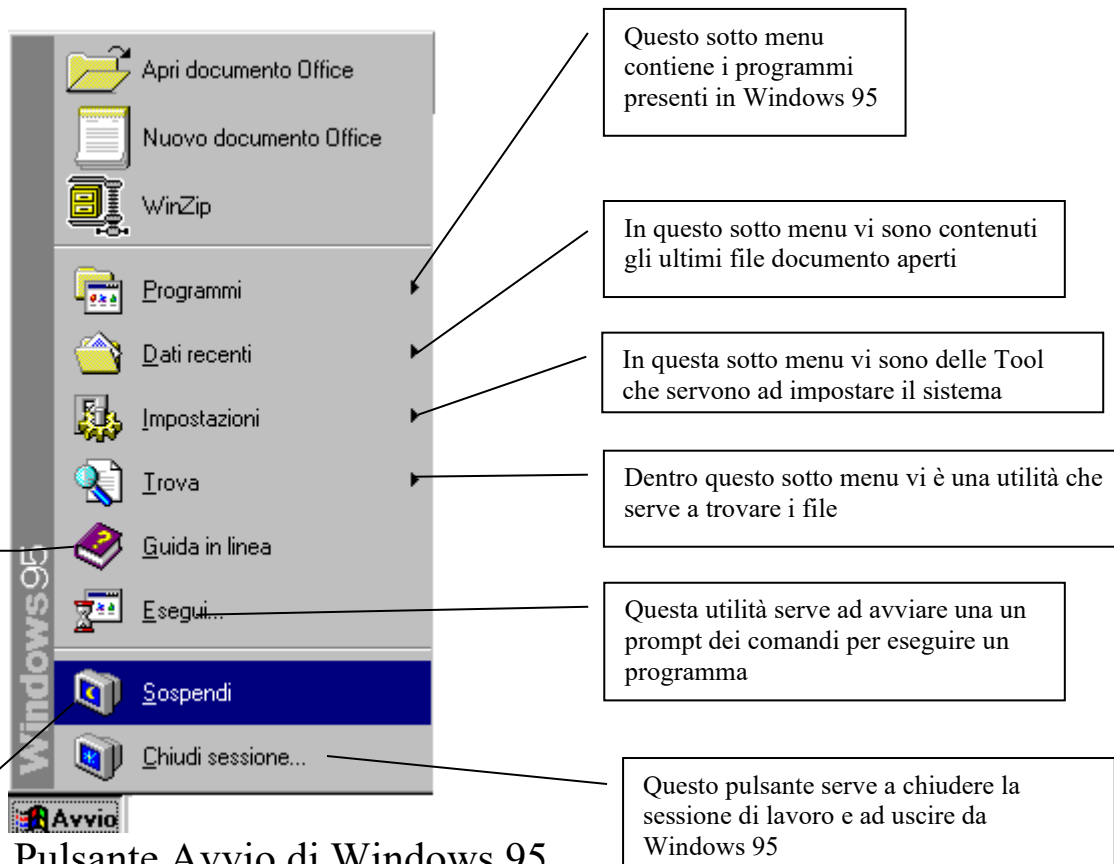 Apri documento Office
Nuovo documento Office
WinZip
Programmi
Dati recenti
Impostazioni
Trova
Guida in linea
Esegui...
Sospendi
Chiudi sessione...
Windows95
Avvio
Pulsante Avvio di Windows 95
Questo sotto menu
contiene i programmi
presenti in Windows 95
In questo sotto menu vi sono contenuti
gli ultimi file documento aperti
In questa sotto menu vi sono delle Tool
che servono ad impostare il sistema
Dentro questo sotto menu vi è una utilità che
serve a trovare i file
Questa utilità serve ad avviare una un
prompt dei comandi per eseguire un
programma
Questo pulsante serve a chiudere la
sessione di lavoro e ad uscire da
Windows 95